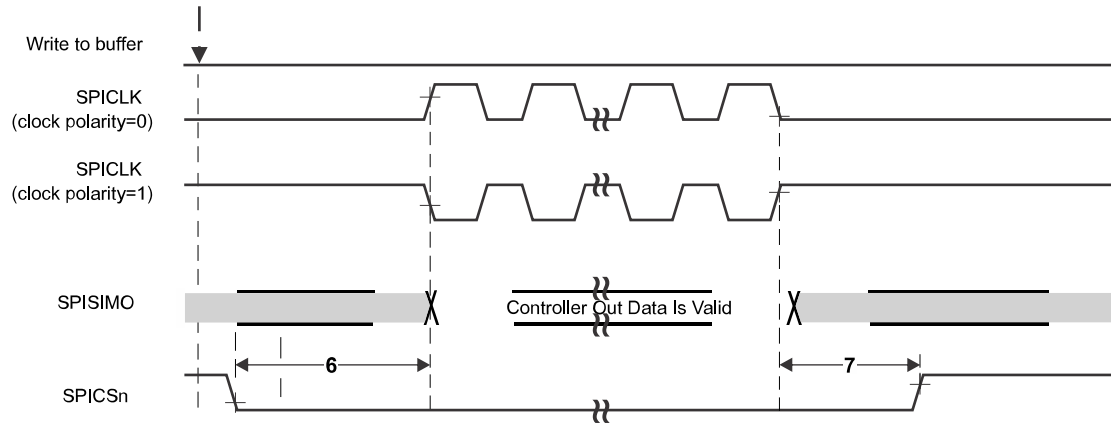 Write to buffer
SPICLK
(clock polarity=0)
SPICLK
(clock polarity=1)
SPISIMO
Controller Out Data Is Valid
6
7
SPICSn